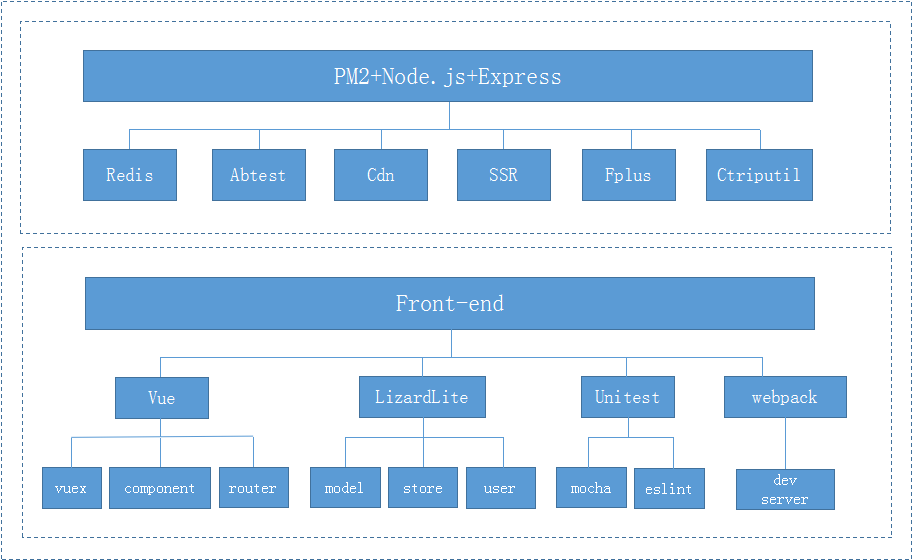 PM2+Node.js+Express
Redis
Abtest
Cdn
SSR
Fplus
Ctriputil
Front-end
Vue
LizardLite
Unitest
webpack
vuex
component
router
model
store
user
mocha
eslint
dev
server